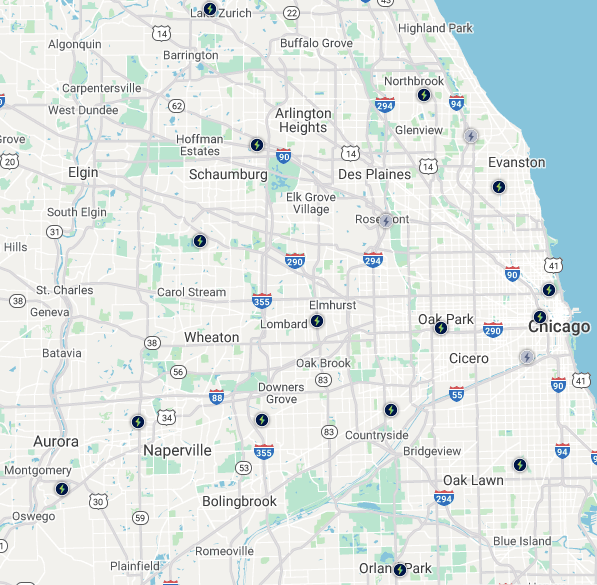 Lake Zurich
43
22
Highland Park
14
Algonquin
Buffalo Grove
Barrington
Northbrook
Carpentersville
62
294
94
West Dundee
Arlington
Heights
Glenview
Hoffman
Estates
90
14
14
20
Evanston
Elgin
Schaumburg
Des Plaines
Elk Grove
Village
South Elgin
31
Hills
290
294
90
41
St. Charles
Carol Stream
38
355
Geneva
Elmhurst
Lombard
Oak Park
290
Chicago
Wheaton
38
Batavia
Oak Brook
Cicero
56
83
41
90
Downers
Grove
88
55
34
83
Countryside
Aurora
Naperville
355
Bridgeview
94
Montgomery
53
Oak Lawn
30
294
Bolingbrook
Oswego
59
Blue Island
Romeoville
Plainfield